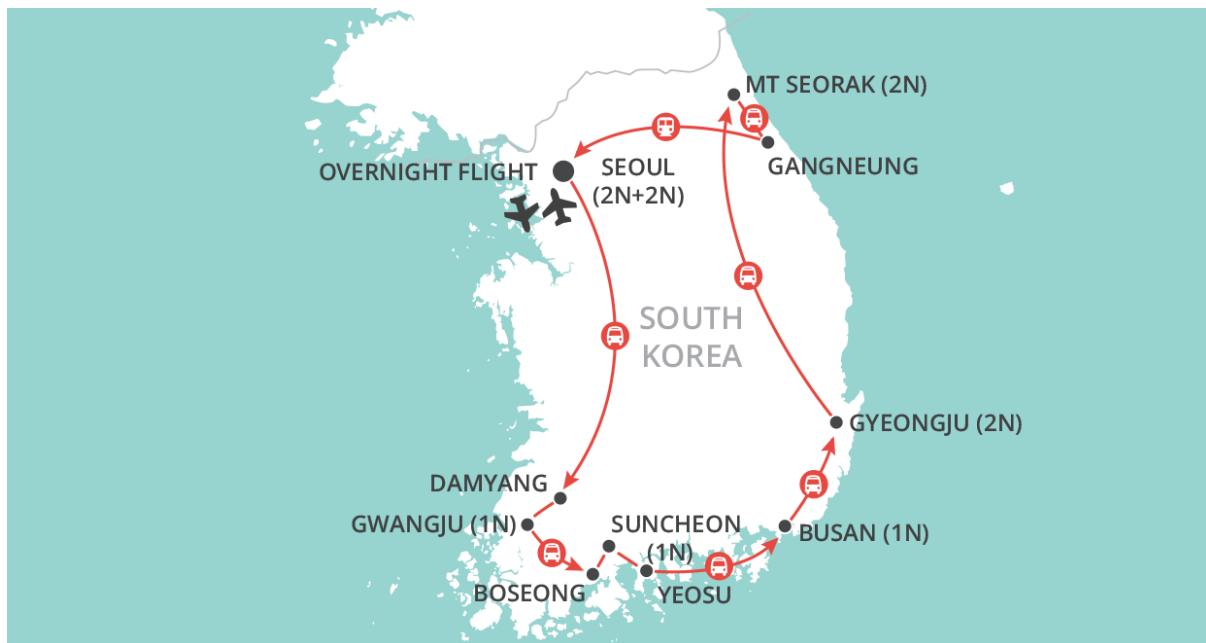 MT SEORAK (2N)
GANGNEUNG
OVERNIGHT FLIGHT
SEOUL
(2N+2N)
SOUTH
KOREA
GYEONGJU (2N)
DAMYANG
GWANGJU (1N)
SUNCHEON
(1N)
BUSAN (1N)
BOSEONG
YEOSU